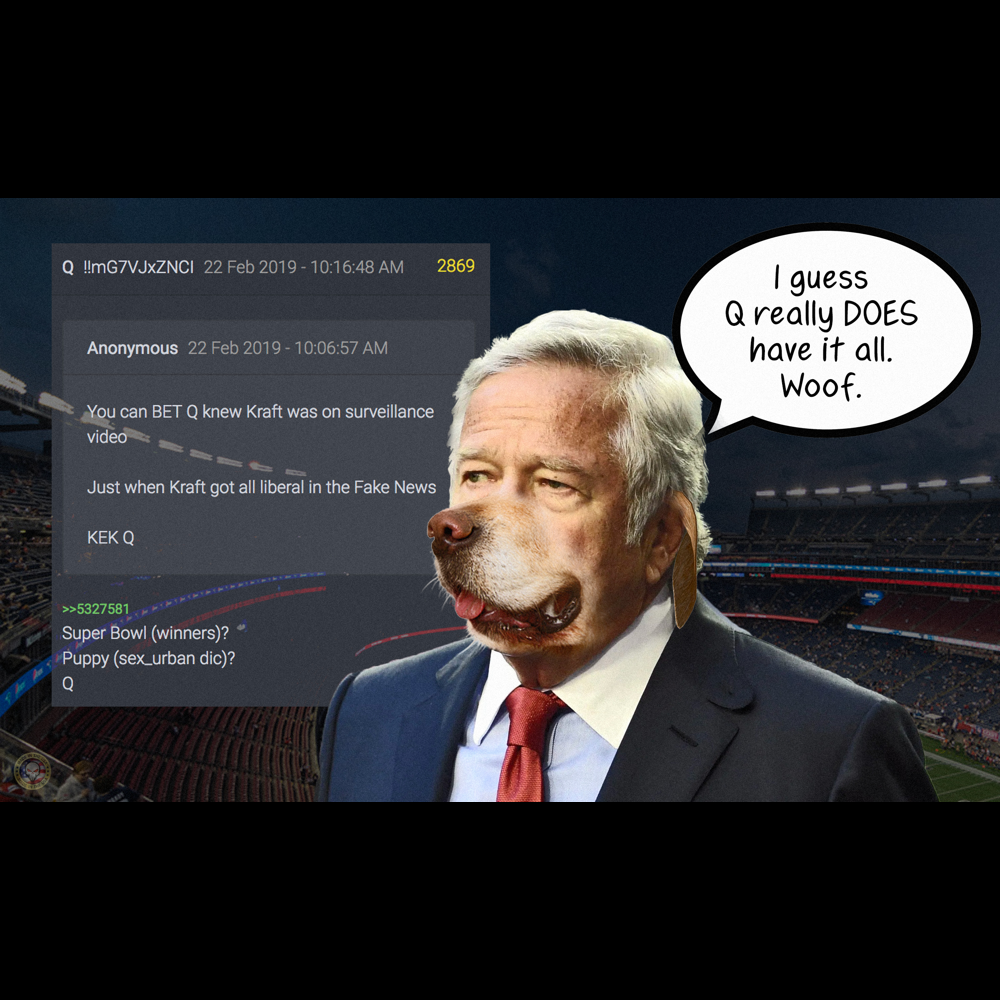 Q !!mG7VJxZNCI 22 Feb 2019 - 10:16:48 AM 2869
Anonymous 22 Feb 2019 - 10:06:57 AM
You can BET Q knew Kraft was on surveillance
video
Just when Kraft got all liberal in the Fake News
KEK Q
>>5327581
Super Bowl (winners)?
Puppy (sex_urban dic)?
Q
I guess
Q really DOES
have it all.
Woof.